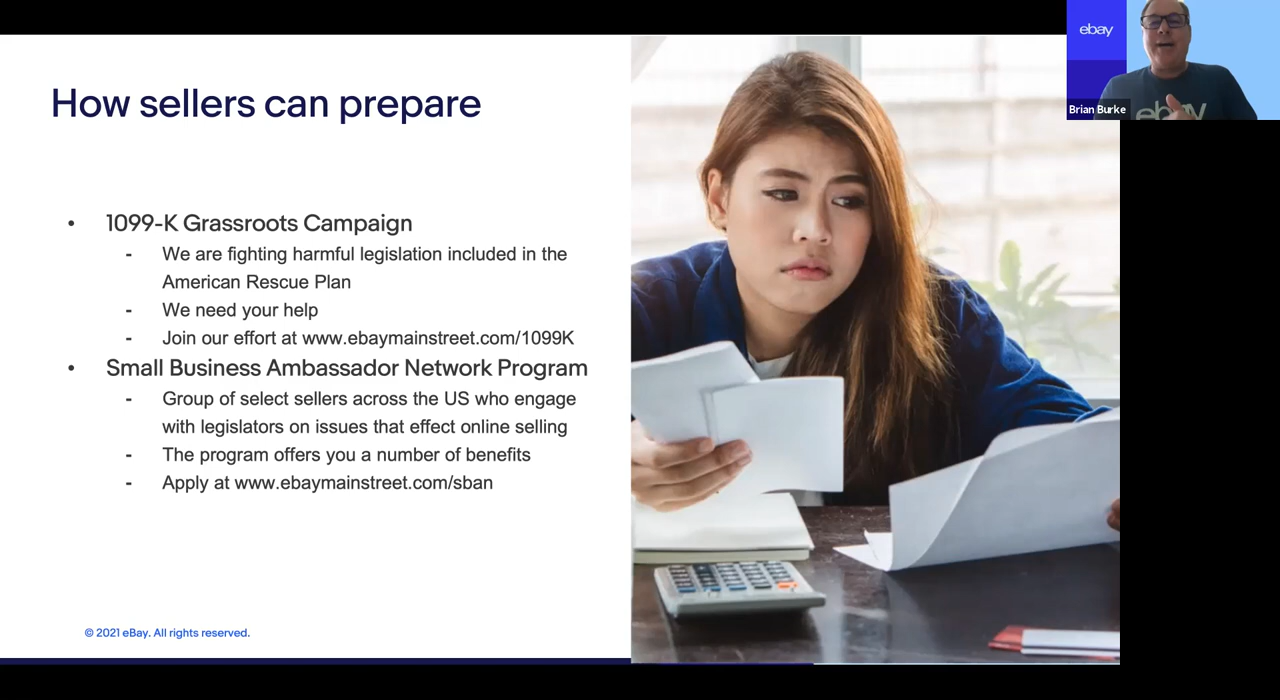 How sellers can prepare
• 1099-K Grassroots Campaign
- We are fighting harmful legislation included in the
American Rescue Plan
- We need your help
- Join our effort at www.ebaymainstreet.com/1099K
• Small Business Ambassador Network Program
- Group of select sellers across the US who engage
with legislators on issues that effect online selling
- The program offers you a number of benefits
- Apply at www.ebaymainstreet.com/sban
© 2021 eBay. All rights reserved.
ebay
ebay
Brian Burke